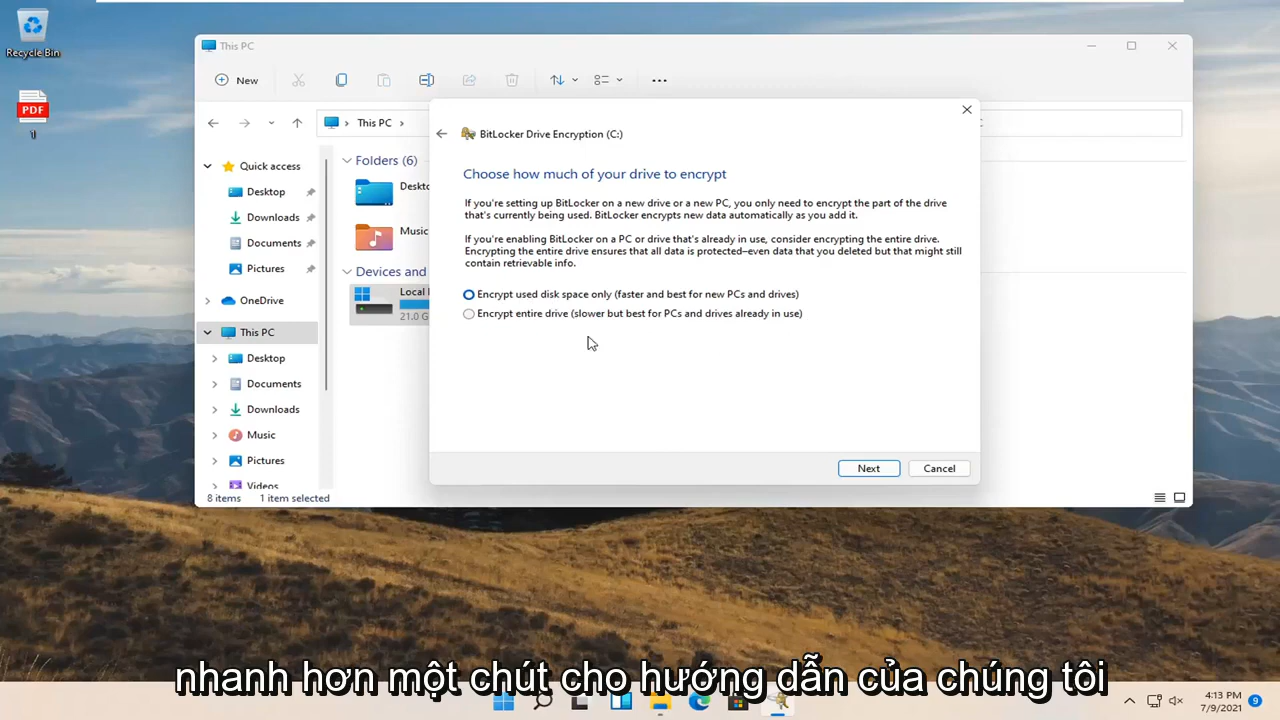 Recycle Bin
PDF
This PC
New
This PC
Quick access
Desktop
Downloads
Documents
Pictures
OneDrive
This PC
Desktop
Documents
Downloads
Music
Pictures
Videos
Folders (6)
Music
Devices and
Local
21.0 G
8 items
1 item selected
BitLocker Drive Encryption (C:)
Choose how much of your drive to encrypt
If you're setting up BitLocker on a new drive or a new PC, you only need to encrypt the part of the drive
that's currently being used. BitLocker encrypts new data automatically as you add it.
If you're enabling BitLocker on a PC or drive that's already in use, consider encrypting the entire drive.
Encrypting the entire drive ensures that all data is protected–even data that you deleted but that might still
contain retrievable info.
Encrypt used disk space only (faster and best for new PCs and drives)
Encrypt entire drive (slower but best for PCs and drives already in use)
Next
Cancel
nhanh hơn một chút cho hướng dẫn của chúng tôi
4:13 PM
7/9/2021
9